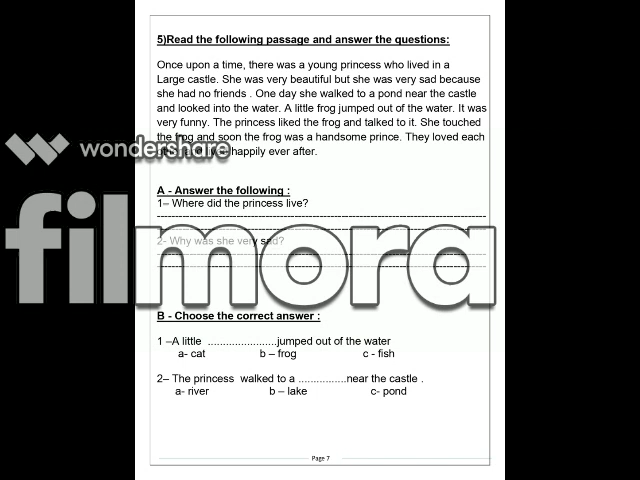 5)Read the following passage and answer the questions:
Once upon a time, there was a young princess who lived in a
Large castle. She was very beautiful but she was very sad because
she had no friends . One day she walked to a pond near the castle
and looked into the water. A little frog jumped out of the water. It was
very funny. The princess liked the frog and talked to it. She touched
the frog and soon the frog was a handsome prince. They loved each
happily ever after.
wondershare
filmora
A - Answer the following :
1– Where did the princess live?
2- Why was she very sad?
B - Choose the correct answer :
1 –A little .......................jumped out of the water
a- cat b – frog c - fish
2– The princess walked to a ................near the castle .
a- river b – lake c- pond
Page 7